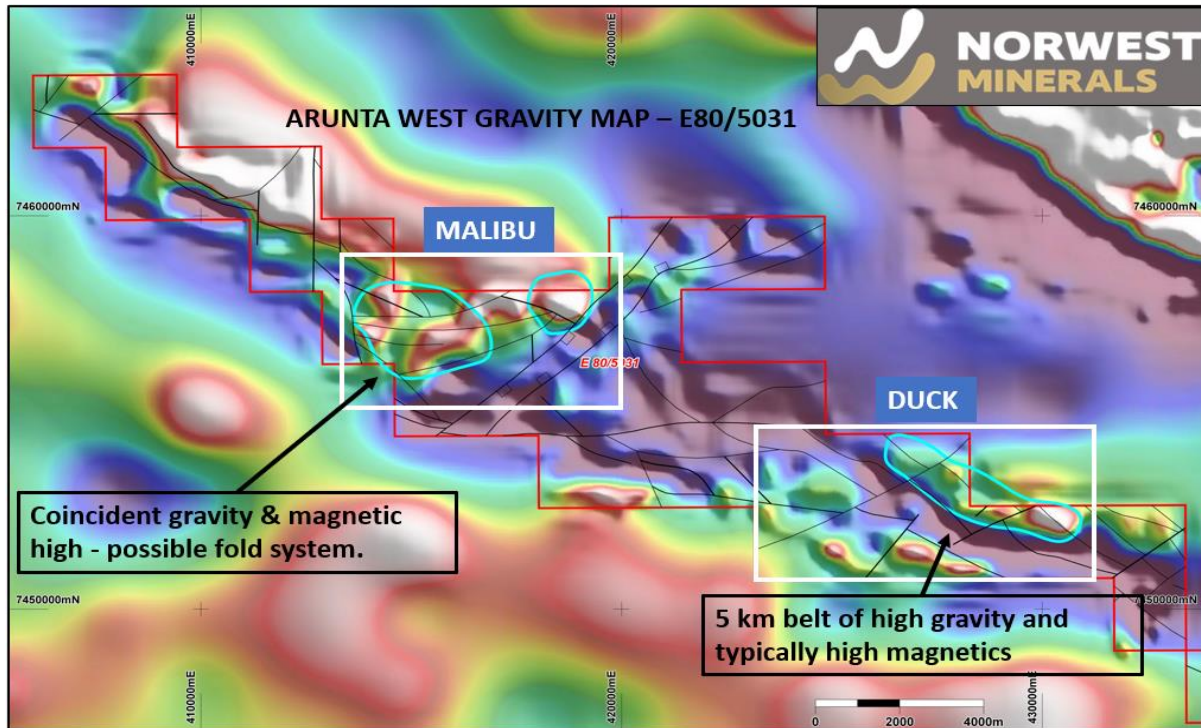 410000mE
420000mE
NORWEST
MINERALS
ARUNTA WEST GRAVITY MAP – E80/5031
7460000mN
7460000mN
MALIBU
E 80/5031
DUCK
Coincident gravity & magnetic
high - possible fold system.
7450000mN
7450000mN
5 km belt of high gravity and
typically high magnetics
410000mE
420000mE
430000mE
0 2000 4000m